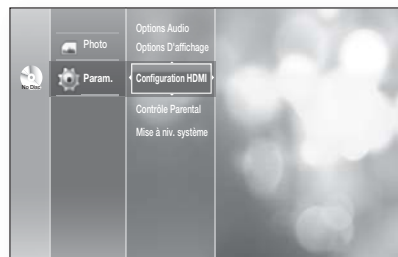 Options Audio
Photo
Options D'affichage
No Disc
Param.
Configuration HDMI
Contrôle Parental
Mise à niv. système